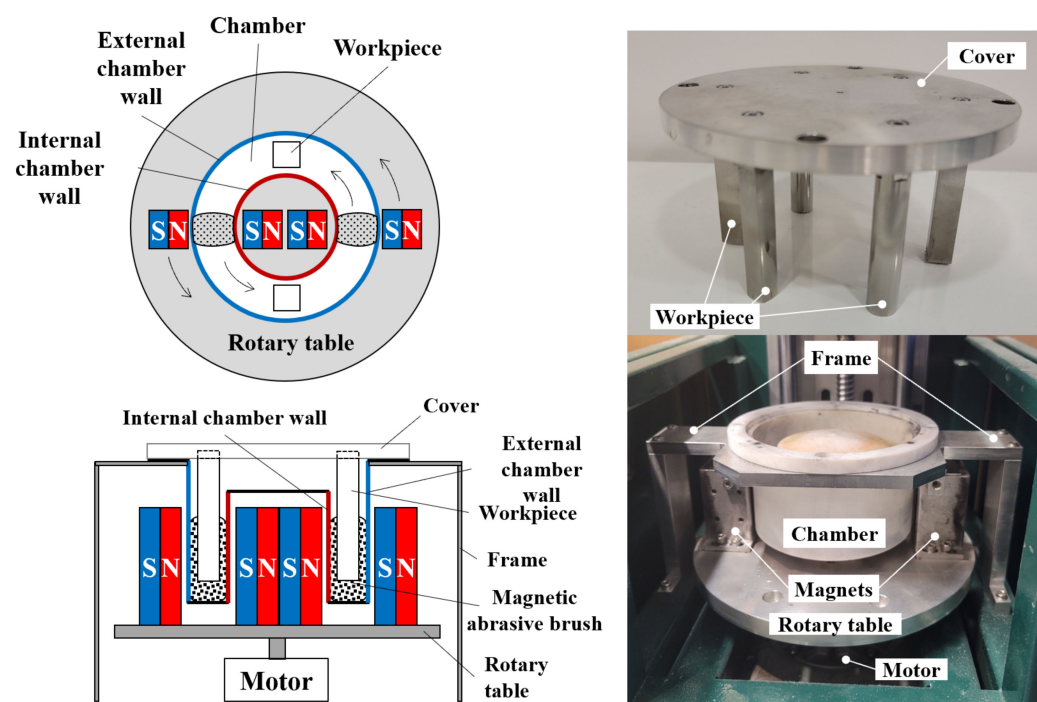 Chamber
External
chamber
wall
Workpiece
Internal
chamber
wall
S N
S N
S N
S N
Rotary table
Cover
Internal chamber wall
External
chamber
wall
Workpiece
S N
S N
S N
S N
Frame
Magnetic
abrasive brush
Rotary
table
Motor
Cover
Workpiece
Frame
Chamber
Magnets
Rotary table
Motor